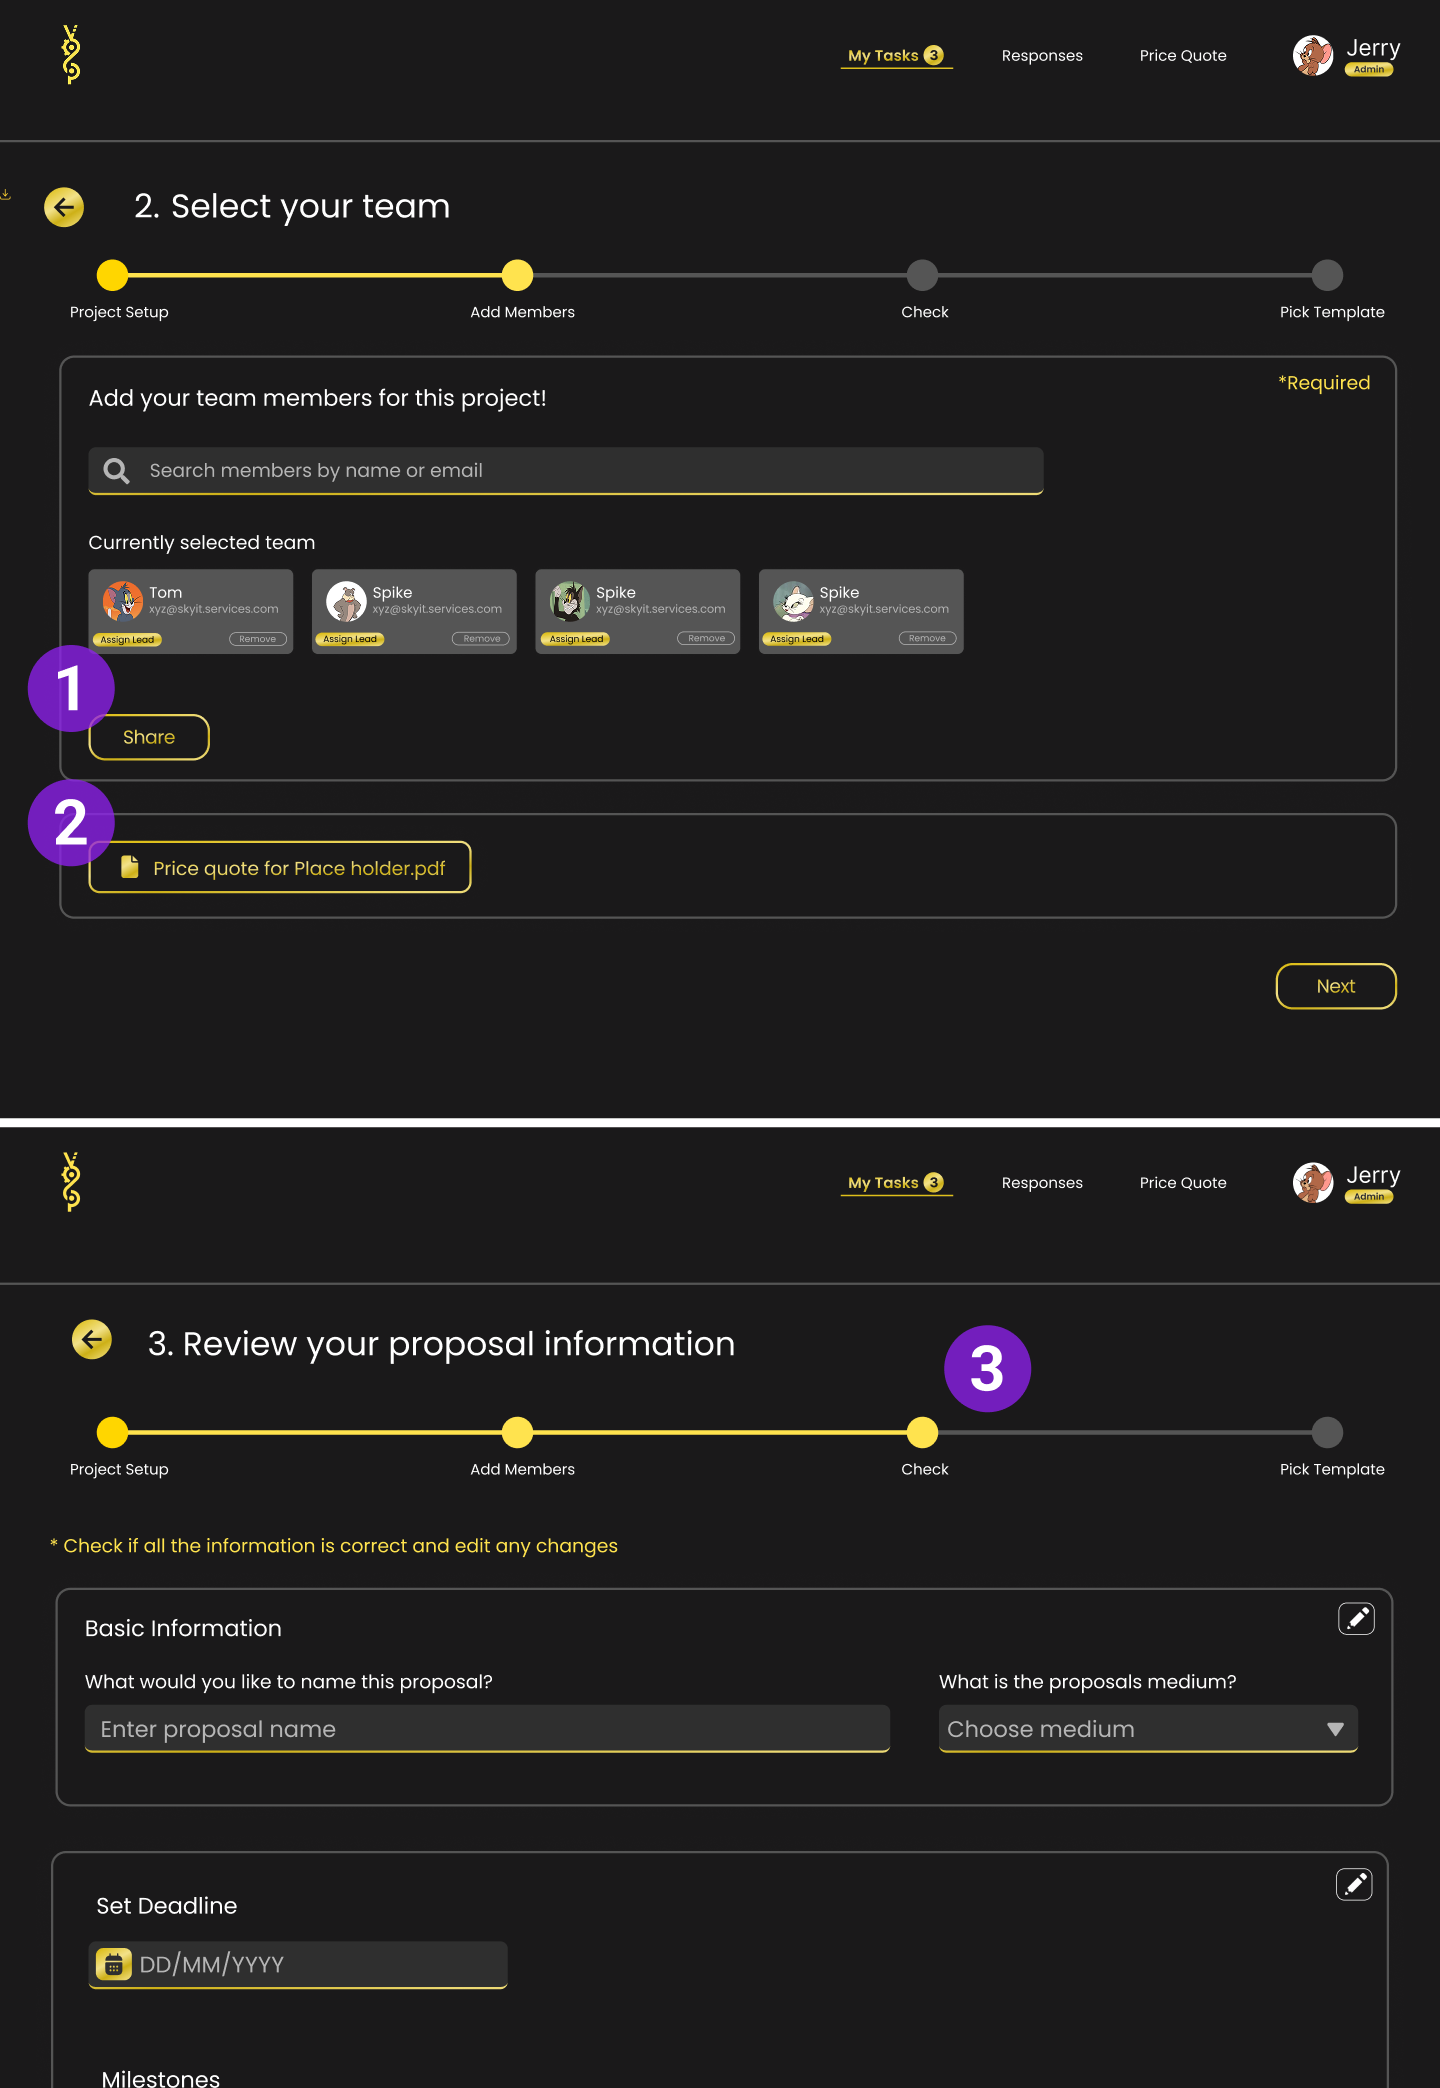 VOP
My Tasks 3
Responses
Price Quote
Jerry
Admin
2. Select your team
Project Setup
Add Members
Check
Pick Template
Add your team members for this project!
*Required
Search members by name or email
Currently selected team
Tom
xyz@skyit.services.com
Assign Lead
Remove
Spike
xyz@skyit.services.com
Assign Lead
Remove
Spike
xyz@skyit.services.com
Assign Lead
Remove
Spike
xyz@skyit.services.com
Assign Lead
Remove
1
Share
2
Price quote for Place holder.pdf
Next
VOP
My Tasks 3
Responses
Price Quote
Jerry
Admin
3. Review your proposal information
3
Project Setup
Add Members
Check
Pick Template
* Check if all the information is correct and edit any changes
Basic Information
What would you like to name this proposal?
Enter proposal name
What is the proposals medium?
Choose medium
Set Deadline
DD/MM/YYYY
Milestones